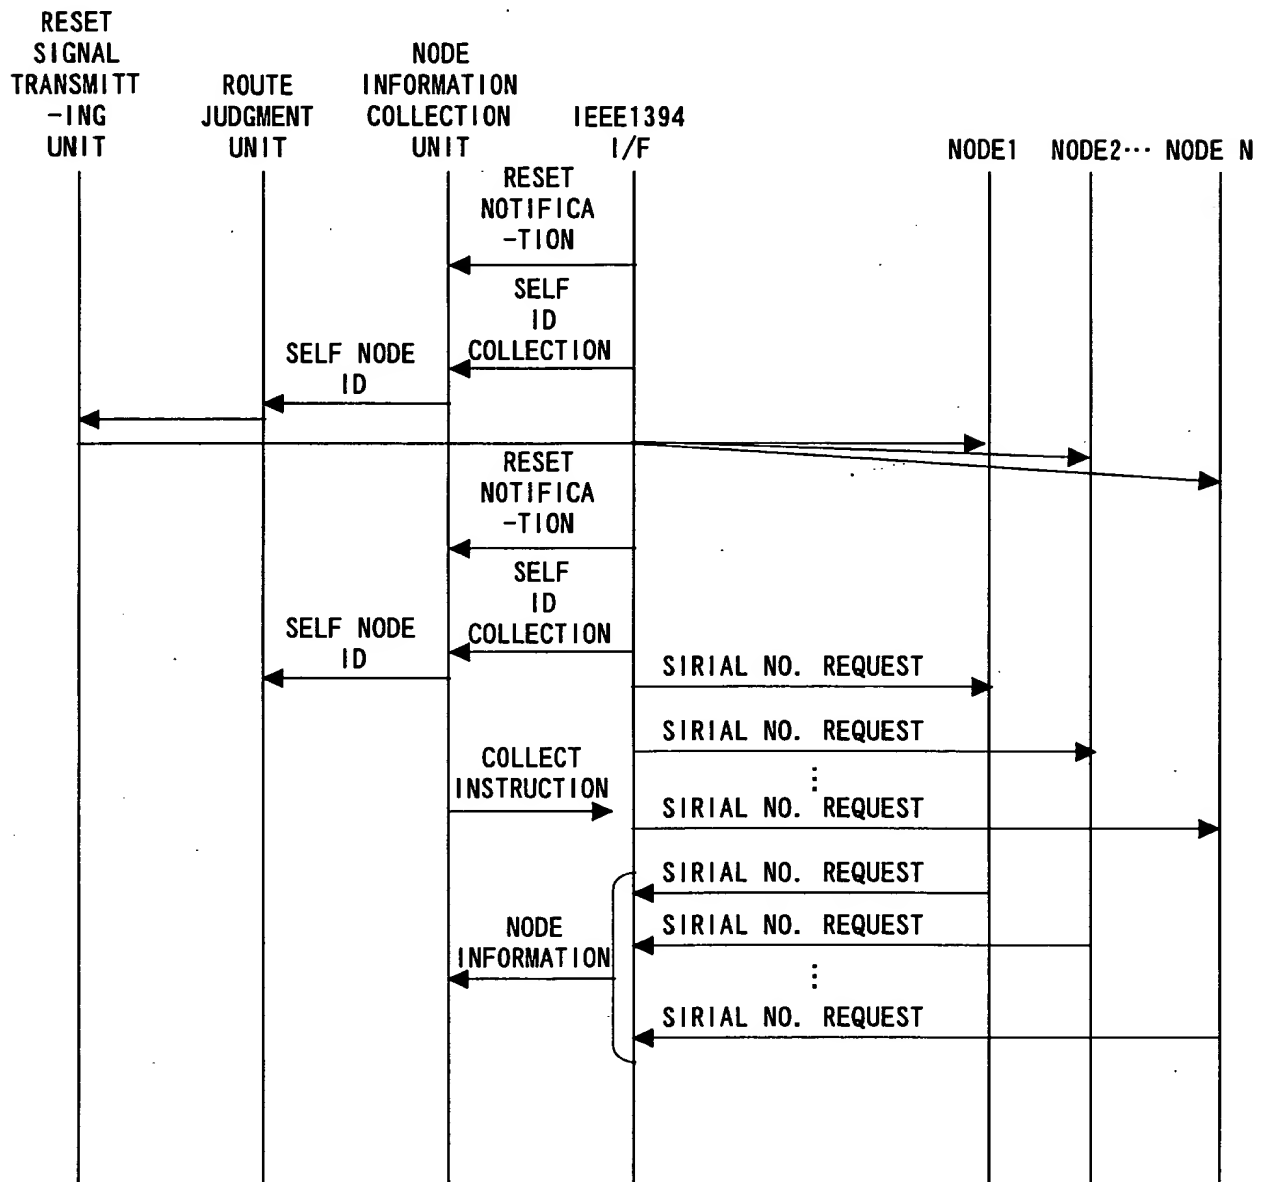 RESET
SIGNAL
TRANSMITT
-ING
UNIT
ROUTE
JUDGMENT
UNIT
NODE
INFORMATION
COLLECTION
UNIT
IEEE1394
I/F
NODE1
NODE2···
NODE N
RESET
NOTIFICA
-TION
SELF
ID
COLLECTION
SELF NODE
ID
RESET
NOTIFICA
-TION
SELF
ID
COLLECTION
SELF NODE
ID
SIRIAL NO. REQUEST
SIRIAL NO. REQUEST
COLLECT
INSTRUCTION
SIRIAL NO. REQUEST
SIRIAL NO. REQUEST
SIRIAL NO. REQUEST
NODE
INFORMATION
SIRIAL NO. REQUEST